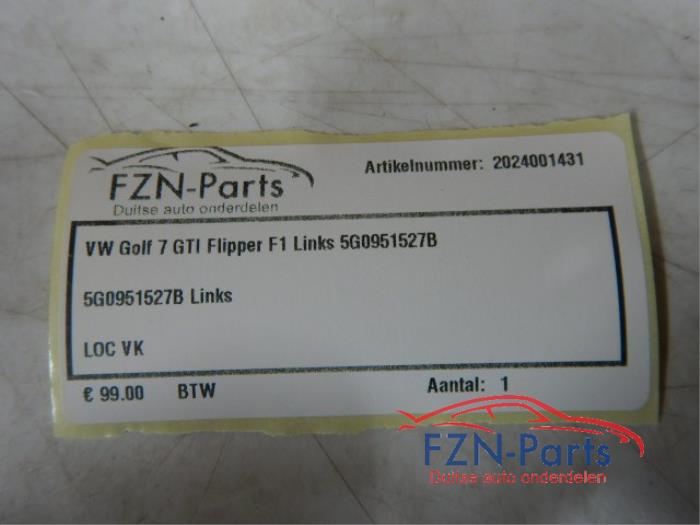 FZN-Parts
Duitse auto onderdelen
Artikelnummer: 2024001431
VW Golf 7 GTI Flipper F1 Links 5G0951527B
5G0951527B Links
LOC VK
€ 99.00 BTW Aantal: 1
FZN-Parts
Duitse auto onderdelen